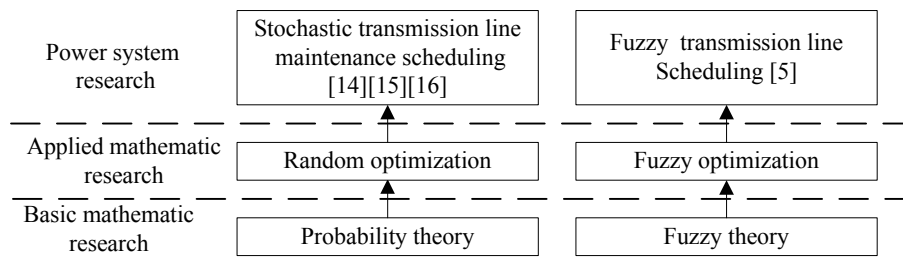 Power system
research
Stochastic transmission line
maintenance scheduling
[14][15][16]
Fuzzy transmission line
Scheduling [5]
Applied mathematic
research
Random optimization
Fuzzy optimization
Basic mathematic
research
Probability theory
Fuzzy theory